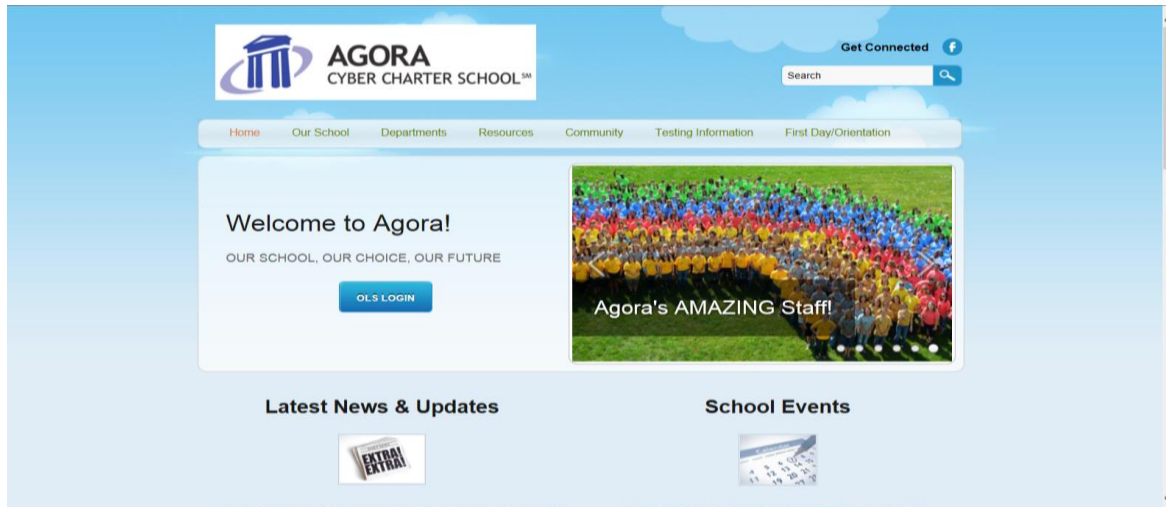 AGORA
CYBER CHARTER SCHOOL℠
Get Connected
Search
Home Our School Departments Resources Community Testing Information First Day/Orientation
Welcome to Agora!
OUR SCHOOL, OUR CHOICE, OUR FUTURE
OLS LOGIN
Agora's AMAZING Staff!
Latest News & Updates
School Events
EXTRA!
EXTRA!